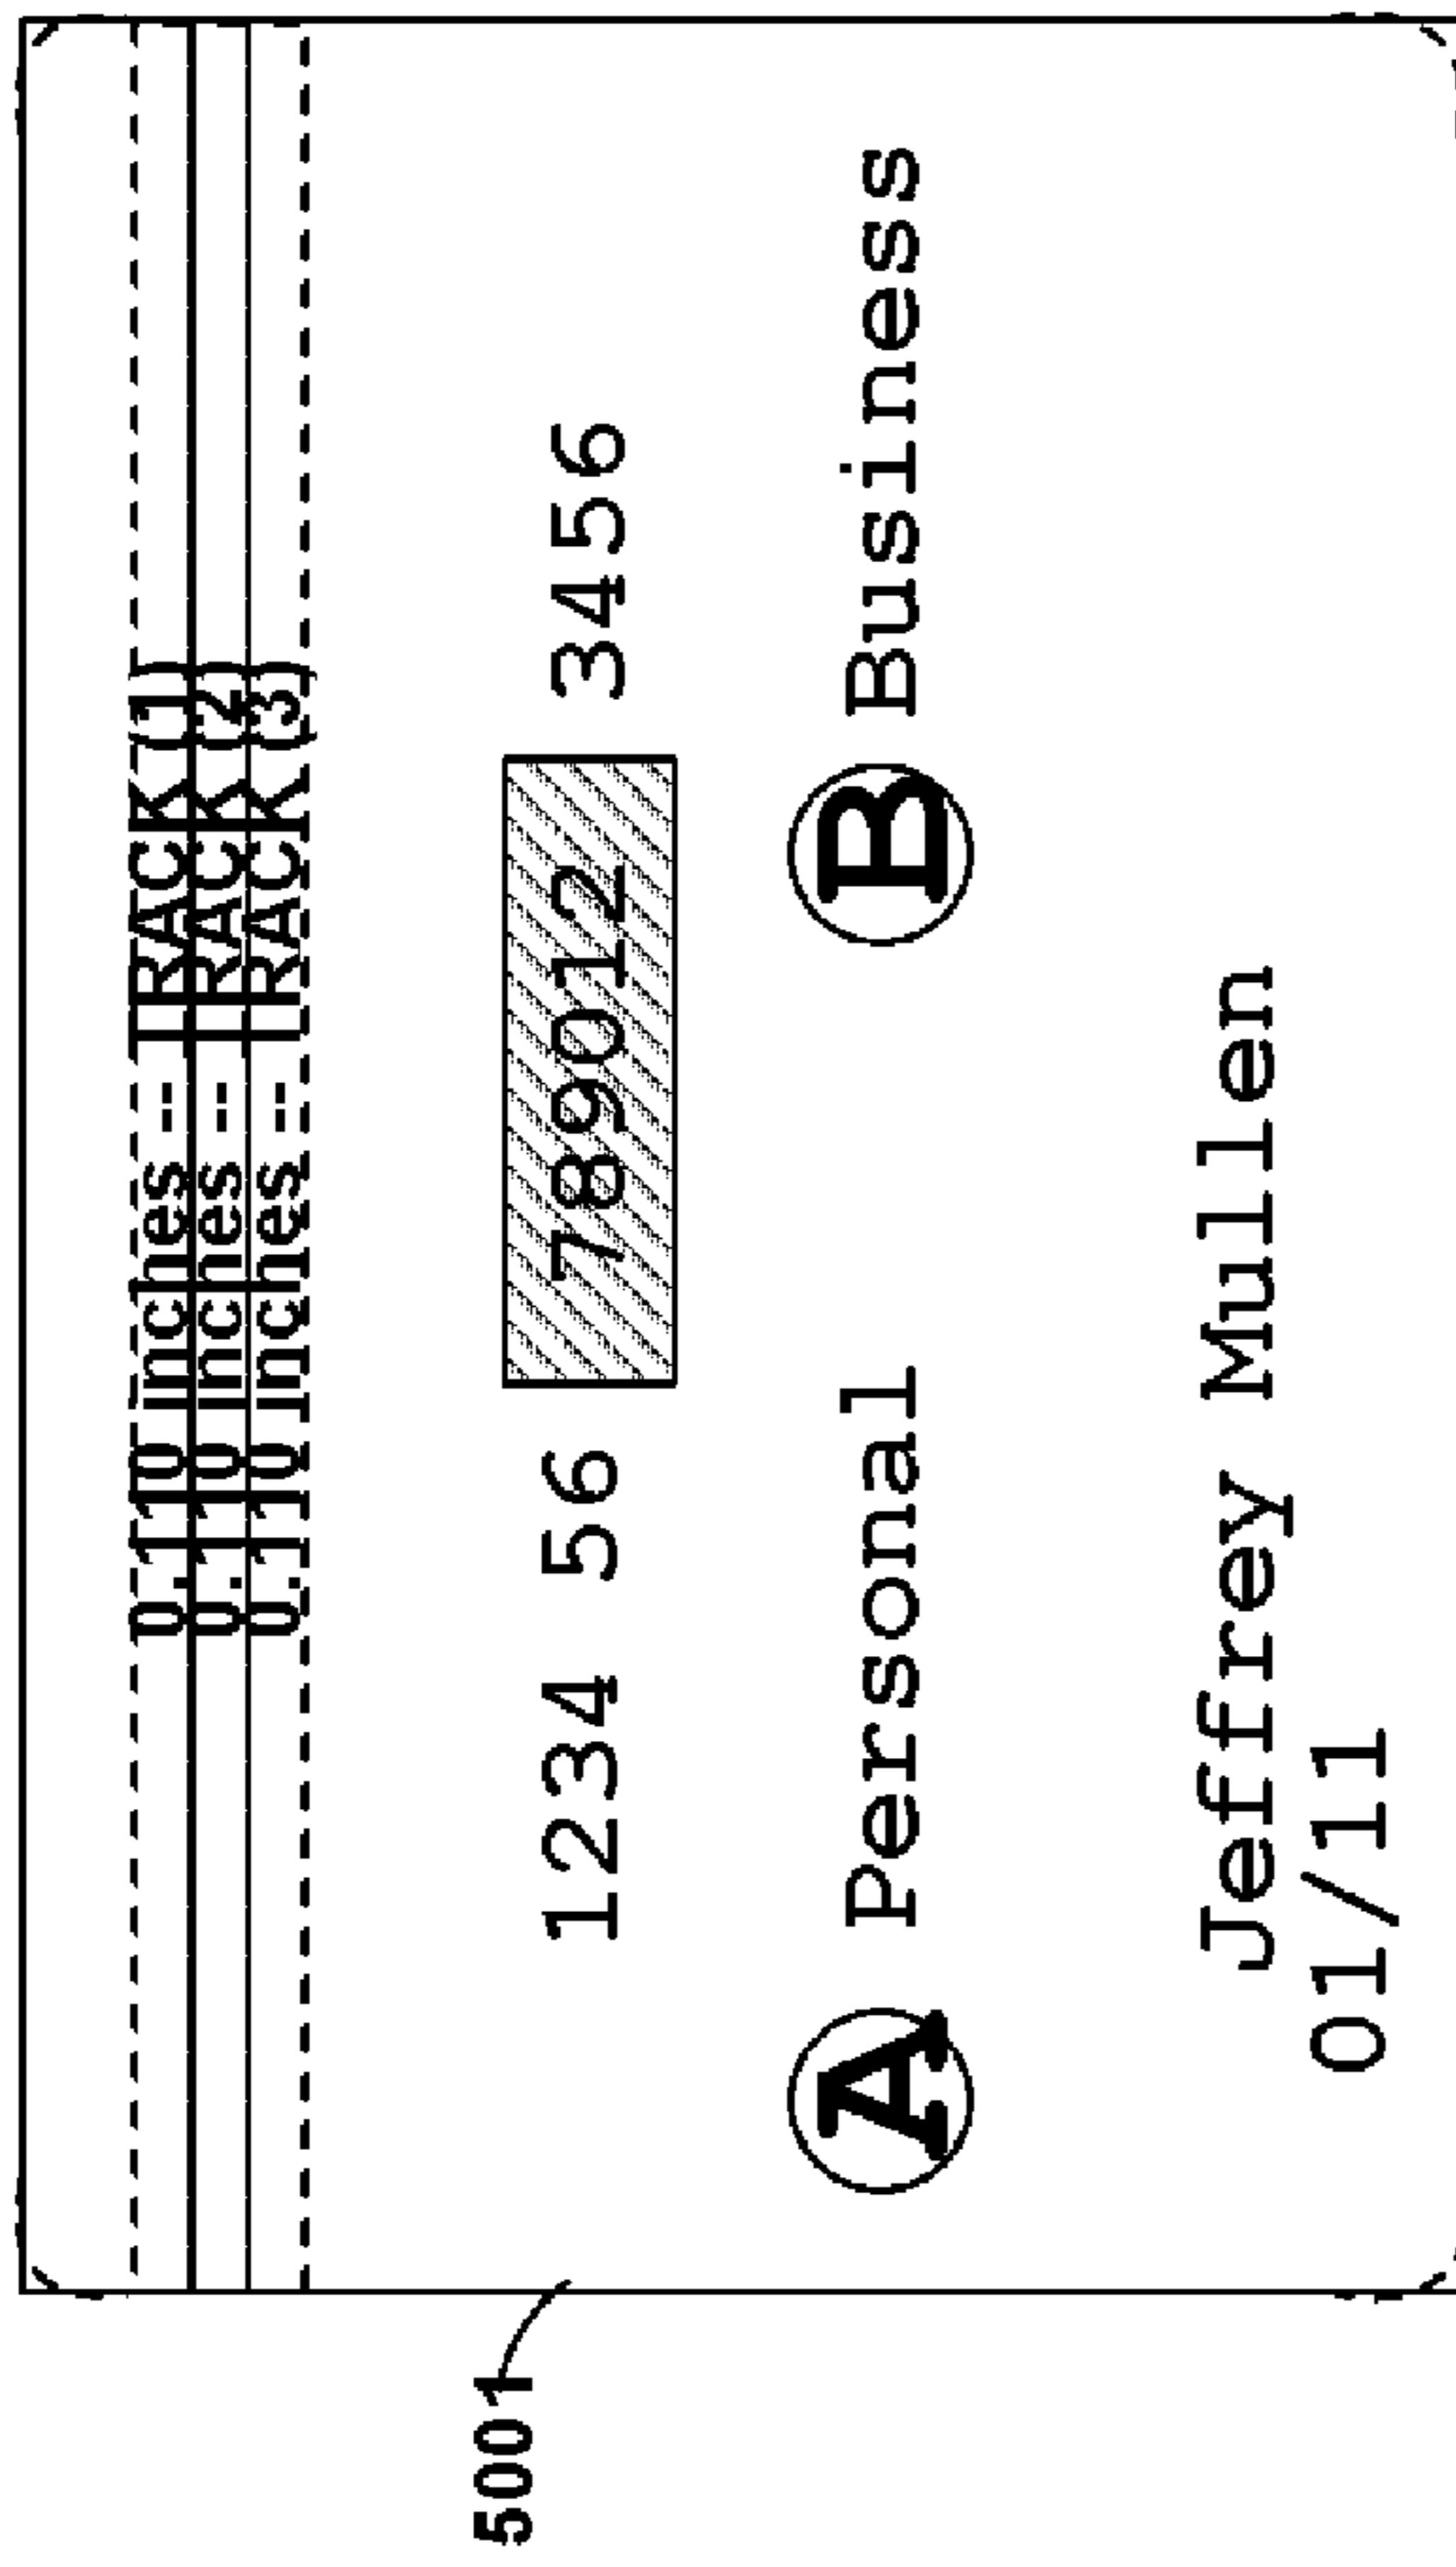 0.110 inches -- TRACK (1)
0.110 inches -- TRACK (2)
0.110 inches -- TRACK (3)
1234 56 789012 3456
A Personal B Business
Jeffrey Mullen
01/11
5001